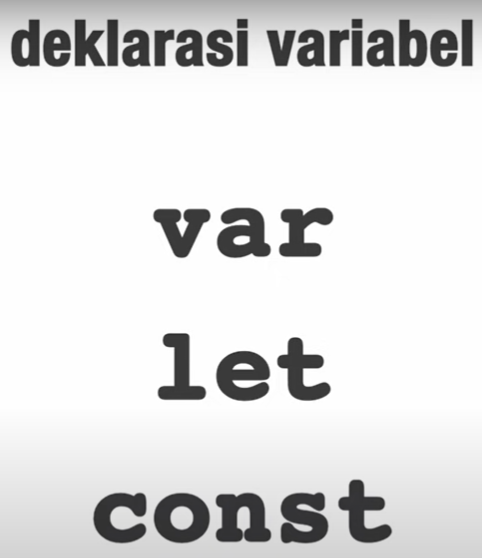 deklarasi variabel
var
let
const